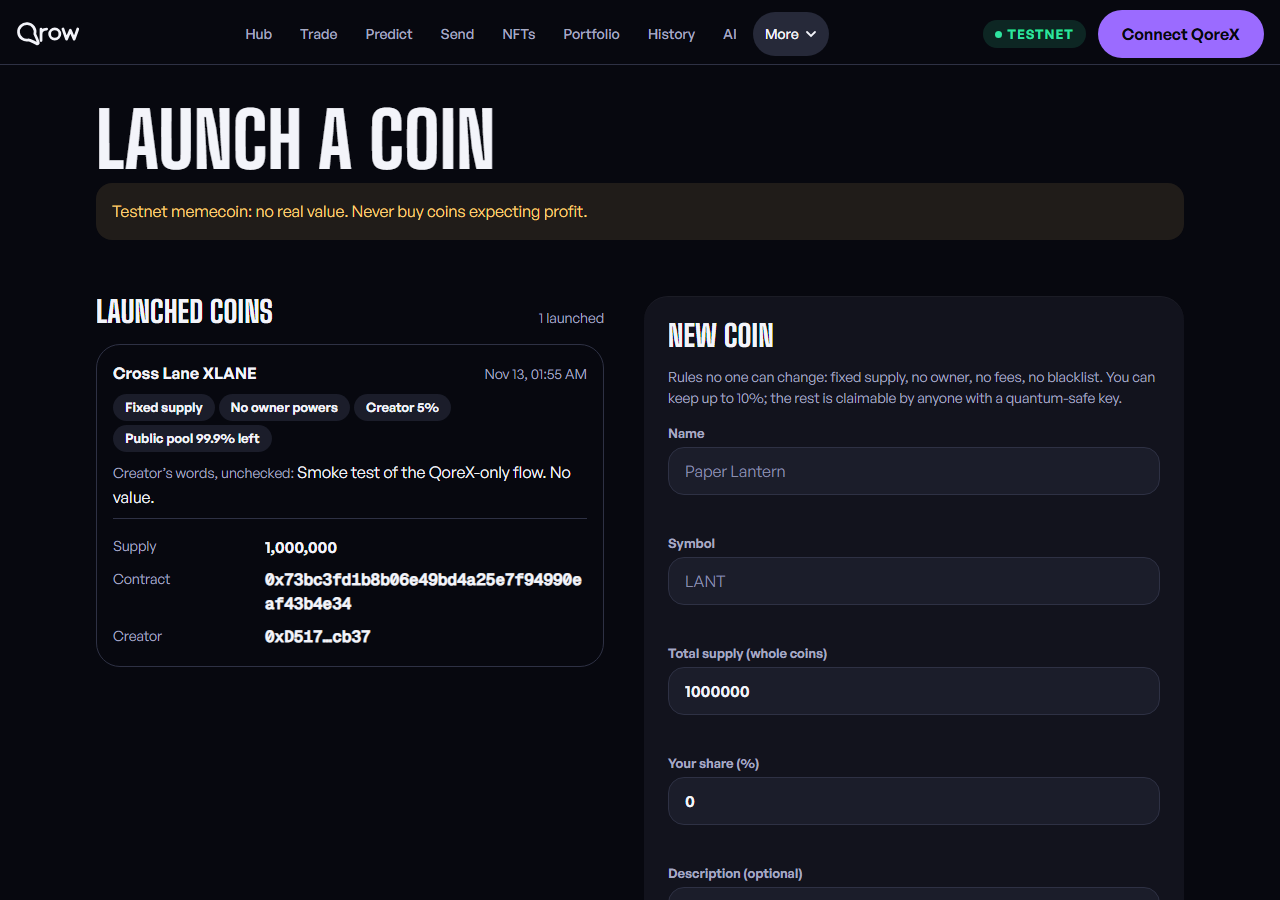 Qrow
Hub
Trade
Predict
Send
NFTs
Portfolio
History
AI
More
TESTNET
Connect QoreX
LAUNCH A COIN
Testnet memecoin: no real value. Never buy coins expecting profit.
LAUNCHED COINS
1 launched
Cross Lane XLANE
Nov 13, 01:55 AM
Fixed supply
No owner powers
Creator 5%
Public pool 99.9% left
Creator’s words, unchecked: Smoke test of the QoreX-only flow. No
value.
Supply
1,000,000
Contract
0x73bc3fd1b8b06e49bd4a25e7f94990e
af43b4e34
Creator
0xD517…cb37
NEW COIN
Rules no one can change: fixed supply, no owner, no fees, no blacklist. You can
keep up to 10%; the rest is claimable by anyone with a quantum-safe key.
Name
Paper Lantern
Symbol
LANT
Total supply (whole coins)
1000000
Your share (%)
0
Description (optional)